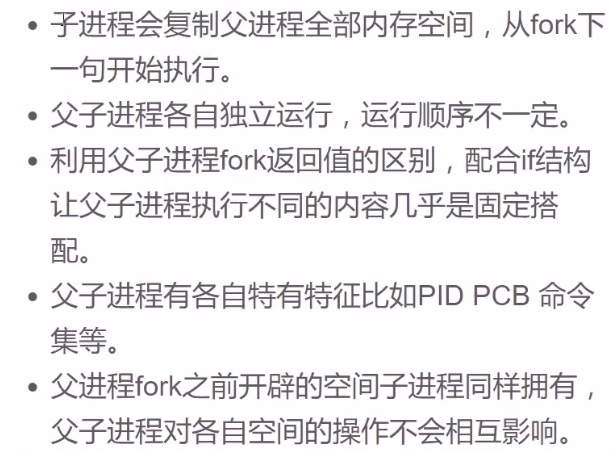 • 子进程会复制父进程全部内存空间，从fork下
一句开始执行。
• 父子进程各自独立运行，运行顺序不一定。
• 利用父子进程fork返回值的区别，配合if结构
让父子进程执行不同的内容几乎是固定搭
配。
• 父子进程有各自特有特征比如PID PCB 命令
集等。
• 父进程fork之前开辟的空间子进程同样拥有，
父子进程对各自空间的操作不会相互影响。